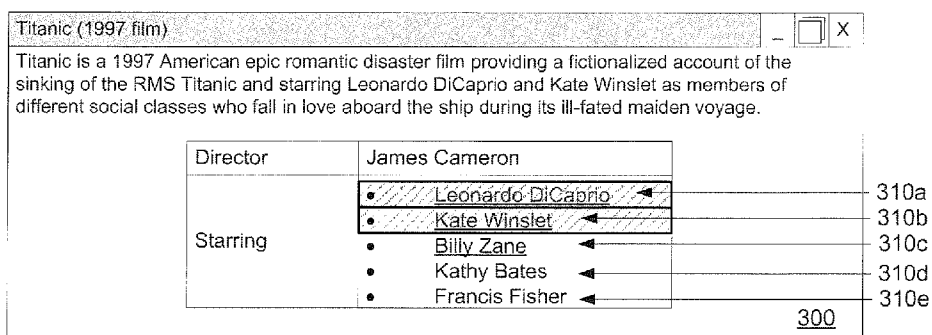 Titanic (1997 film) _ X
Titanic is a 1997 American epic romantic disaster film providing a fictionalized account of the
sinking of the RMS Titanic and starring Leonardo DiCaprio and Kate Winslet as members of
different social classes who fall in love aboard the ship during its ill-fated maiden voyage.
Director James Cameron
• Leonardo DiCaprio 310a
• Kate Winslet 310b
Starring • Billy Zane 310c
• Kathy Bates 310d
• Francis Fisher 310e
300